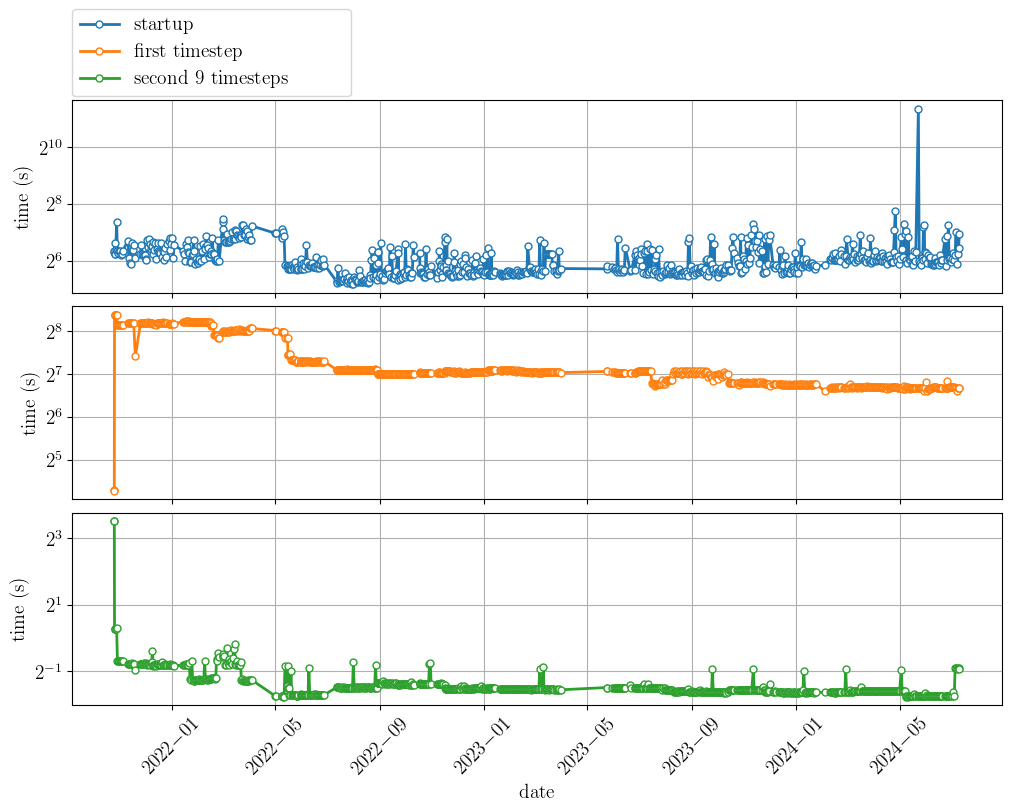 startup
first timestep
second 9 timesteps
time (s)
2^10
2^8
2^6
time (s)
2^8
2^7
2^6
2^5
time (s)
2^3
2^1
2^−1
2022−01
2022−05
2022−09
2023−01
2023−05
2023−09
2024−01
2024−05
date